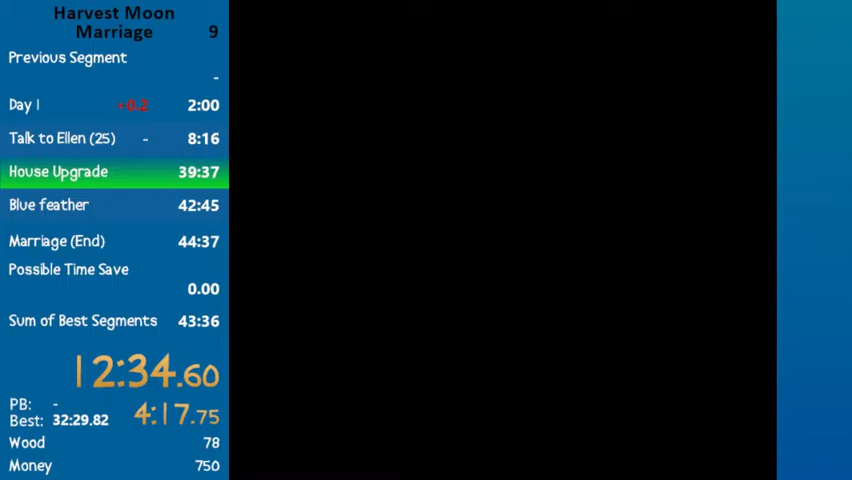 Harvest Moon
Marriage 9
Previous Segment
-
Day 1 +0.2 2:00
Talk to Ellen (25) - 8:16
House Upgrade 39:37
Blue feather 42:45
Marriage (End) 44:37
Possible Time Save
0.00
Sum of Best Segments 43:36
12:34.60
PB: -
4:17.75
Best: 32:29.82
Wood 78
Money 750